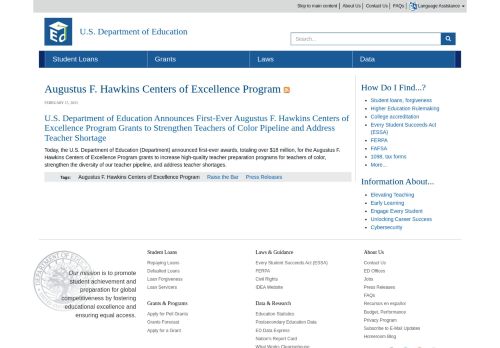 Skip to main content | About Us | Contact Us | FAQs | Language Assistance
U.S. Department of Education
Search...
Student Loans Grants Laws Data
Augustus F. Hawkins Centers of Excellence Program
U.S. Department of Education Announces First-Ever Augustus F. Hawkins Centers of
Excellence Program Grants to Strengthen Teachers of Color Pipeline and Address
Teacher Shortage
Today, the U.S. Department of Education (Department) announced first-ever awards, totaling over $18 million, for the Augustus F.
Hawkins Centers of Excellence Program grants to increase high-quality teacher preparation programs for teachers of color,
strengthen the diversity of our teacher pipeline, and address teacher shortages.
Tags: Augustus F. Hawkins Centers of Excellence Program Raise the Bar Press Releases
How Do I Find...?
Student loans, forgiveness
Higher Education Rulemaking
College accreditation
Every Student Succeeds Act
(ESSA)
FERPA
FAFSA
1098, tax forms
More...
Information About...
Elevating Teaching
Early Learning
Engage Every Student
Unlocking Career Success
Cybersecurity
Our mission is to promote
student achievement and
preparation for global
competitiveness by fostering
educational excellence and
ensuring equal access.
Student Loans
Repaying Loans
Defaulted Loans
Loan Forgiveness
Loan Servicers
Grants & Programs
Apply for Pell Grants
Grants Forecast
Apply for a Grant
Laws & Guidance
Every Student Succeeds Act (ESSA)
FERPA
Civil Rights
IDEA Website
Data & Research
Education Statistics
Postsecondary Education Data
ED Data Express
Nation's Report Card
What Works Clearinghouse
About Us
Contact Us
ED Offices
Jobs
Press Releases
FAQs
Recursos en español
Budget, Performance
Privacy Program
Subscribe to E-Mail Updates
Homeroom Blog